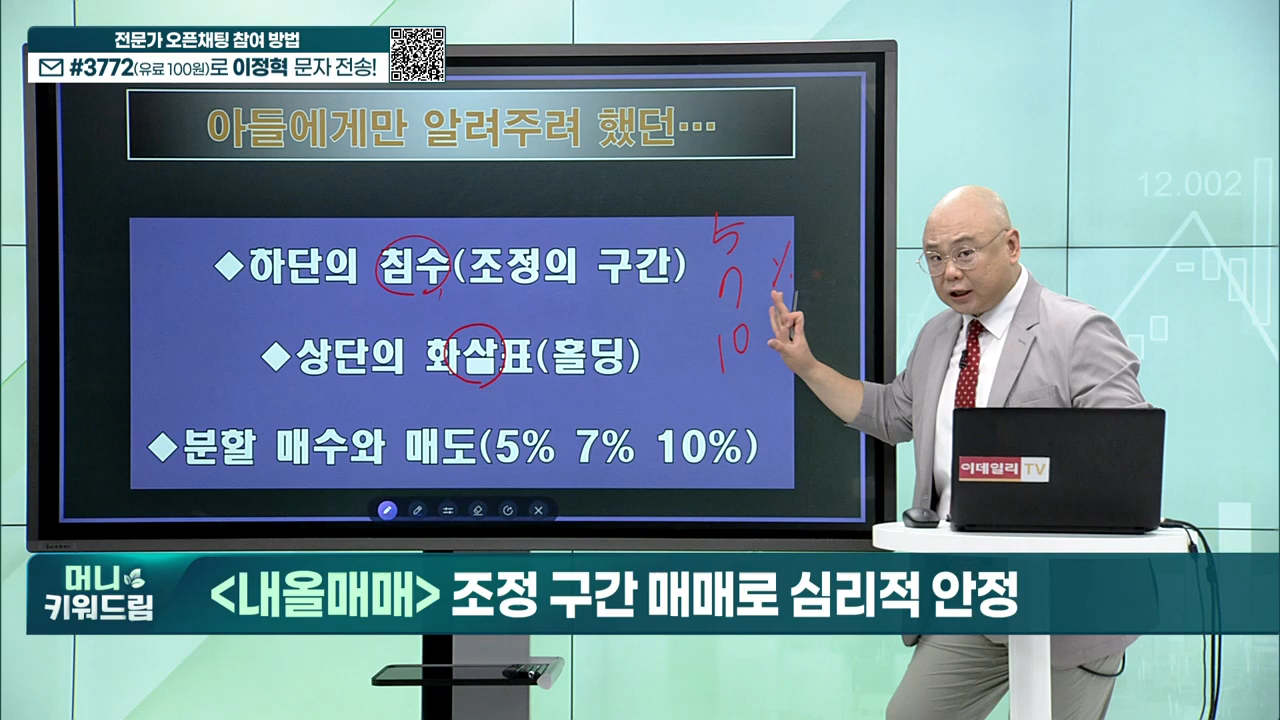 전문가 오픈채팅 참여 방법
#3772(유료 100원)로 이정혁 문자 전송!
아들에게만 알려주려 했던…
◆하단의 침수(조정의 구간)
◆상단의 화살표(홀딩)
◆분할 매수와 매도(5% 7% 10%)
5
7 %
10
12.002
이데일리TV
머니
키워드림
<내올매매> 조정 구간 매매로 심리적 안정